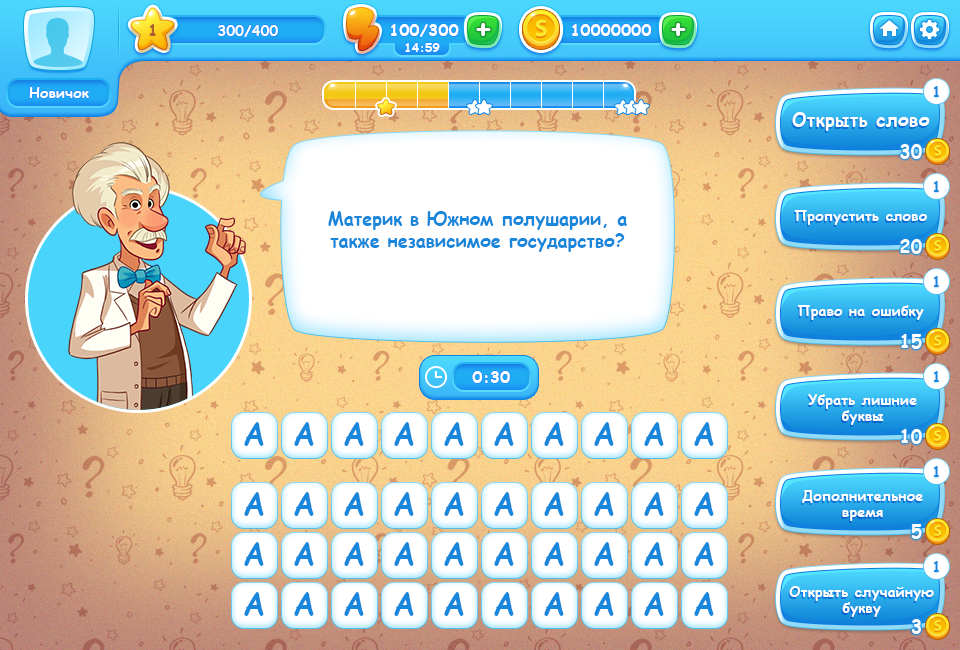 1
300/400
100/300
14:59
S
10000000
Новичок
Материк в Южном полушарии, а
также независимое государство?
0:30
А А А А А А А А А А
А А А А А А А А А А
А А А А А А А А А А
А А А А А А А А А А
1
Открыть слово
30 S
1
Пропустить слово
20 S
1
Право на ошибку
15 S
1
Убрать лишние
буквы
10 S
1
Дополнительное
время
5 S
1
Открыть случайную
букву
3 S